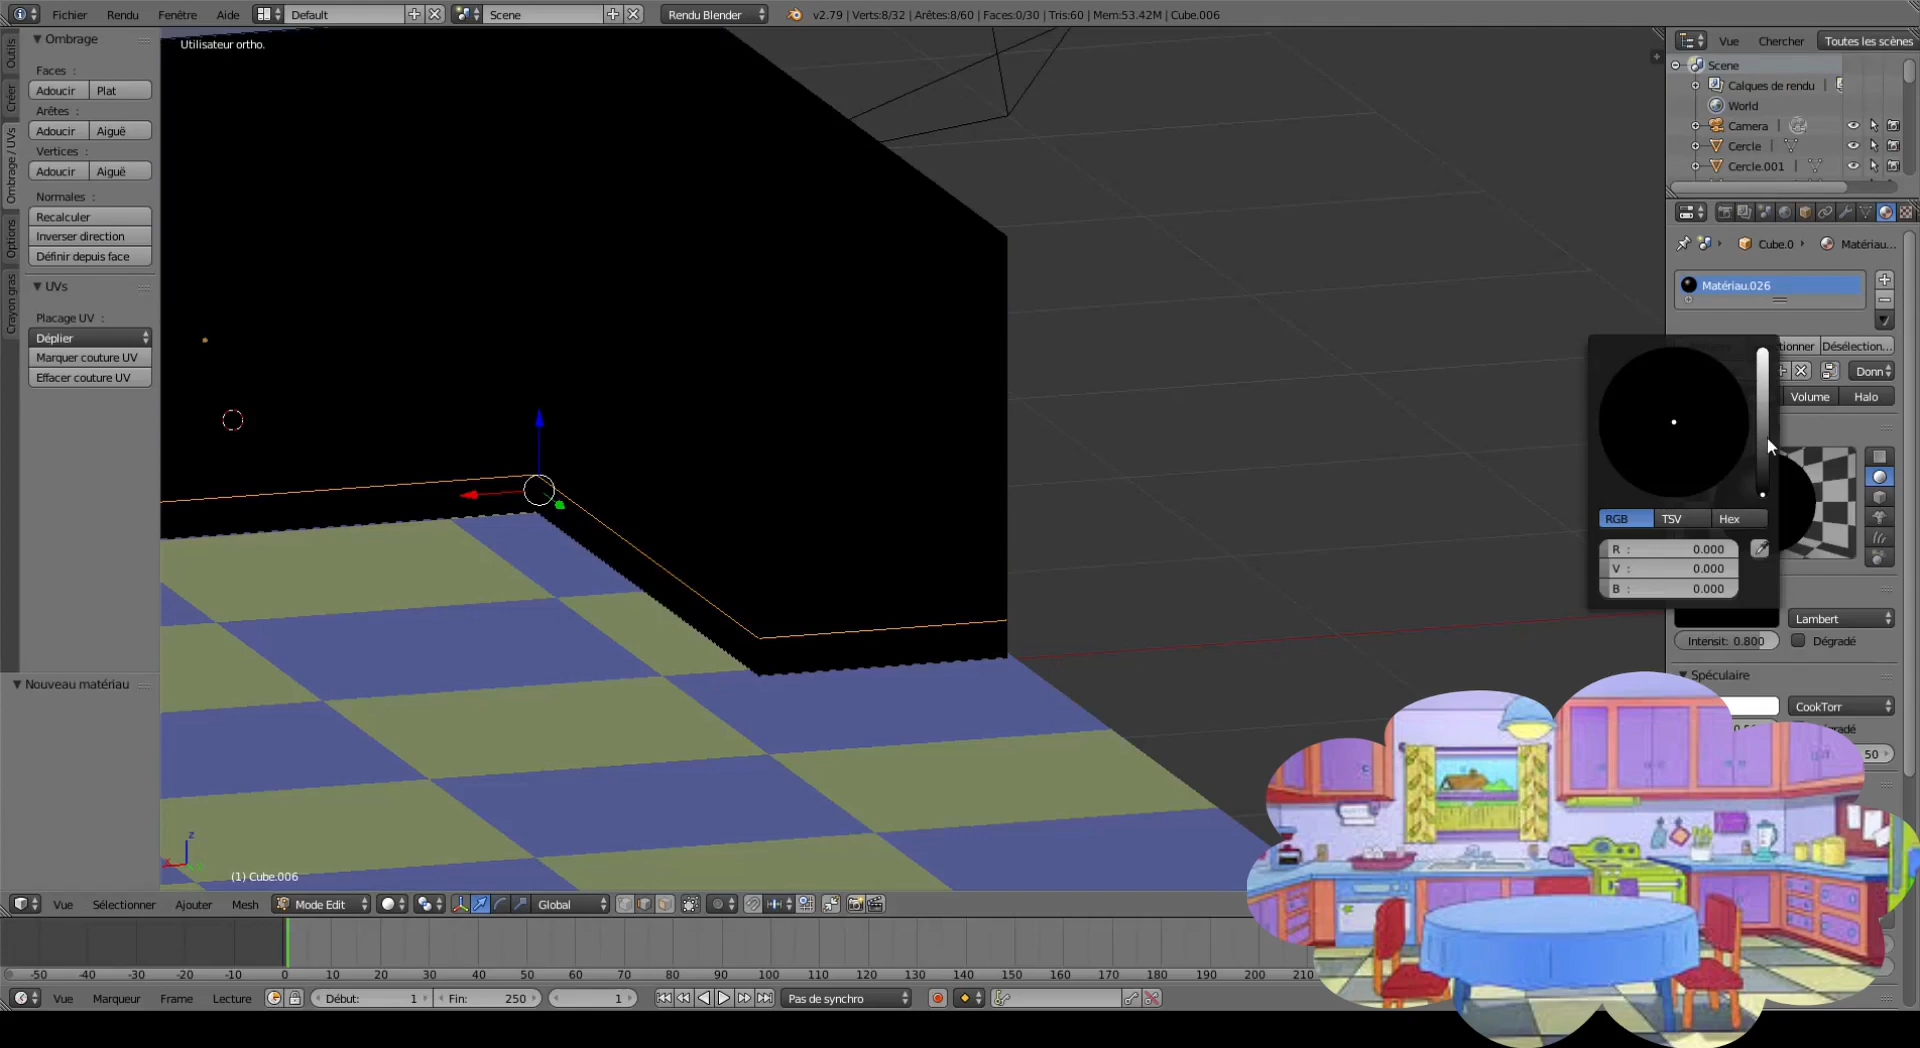 Fichier Rendu Fenêtre Aide Default Scene Rendu Blender v2.79 | Verts:8/32 | Arêtes:8/60 | Faces:0/30 | Tris:60 | Mem:53.42M | Cube.006
Outils
Créer
Ombrage / UVs
Options
Crayon gras
Ombrage
Faces :
Adoucir Plat
Arêtes :
Adoucir Aiguë
Vertices :
Adoucir Aiguë
Normales :
Recalculer
Inverser direction
Définir depuis face
UVs
Placage UV :
Déplier
Marquer couture UV
Effacer couture UV
Nouveau matériau
Utilisateur ortho.
z
(1) Cube.006
Vue Chercher Toutes les scènes
Scene
Calques de rendu |
World
Camera |
Cercle |
Cercle.001 |
Cube.0 Matériau...
Matériau.026
tionner Désélection...
Donn
Volume Halo
RGB TSV Hex
R : 0.000
V : 0.000
B : 0.000
Lambert
Intensit: 0.800 Dégradé
Spéculaire
CookTorr
50
Vue Sélectionner Ajouter Mesh Mode Edit Global
-50 -40 -30 -20 -10 0 10 20 30 40 50 60 70 80 90 100 110 120 130 140 150 160 170 180 190 200 210
Vue Marqueur Frame Lecture Début: 1 Fin: 250 1 Pas de synchro